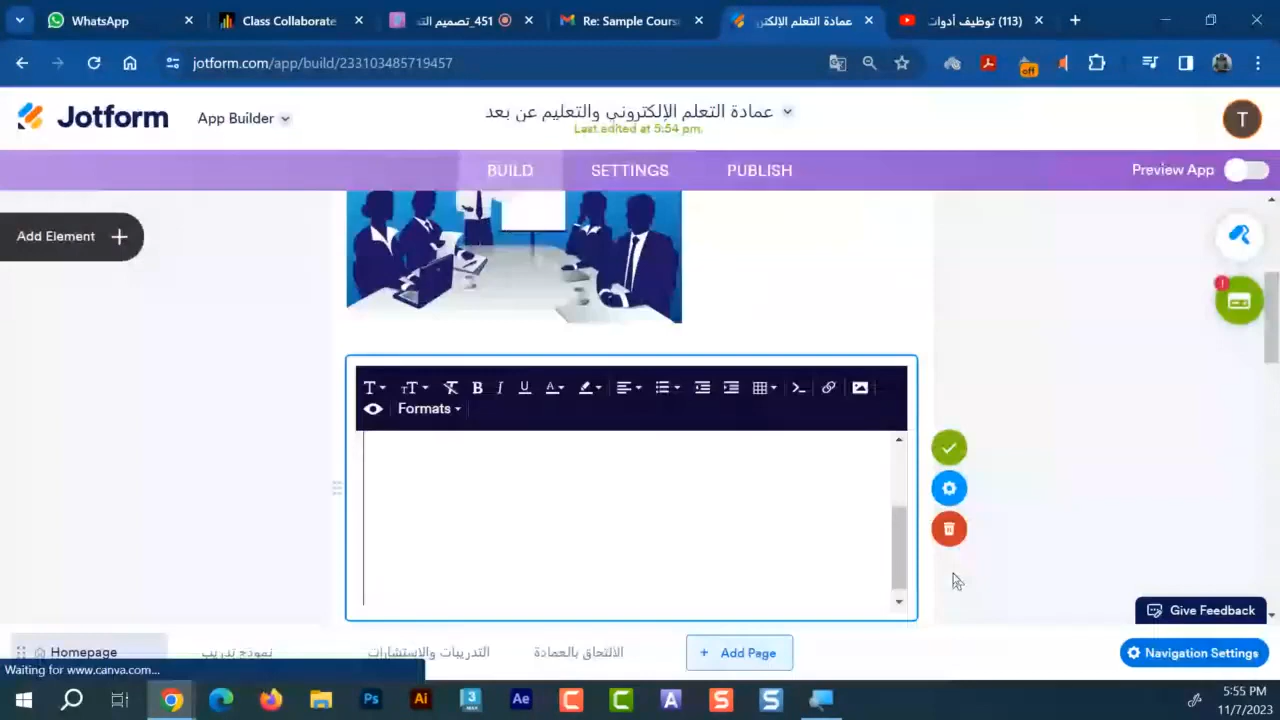 WhatsApp
Class Collaborate
451_تصميم الت
Re: Sample Cours
عمادة التعلم الإلكترو
(113) توظيف أدوات
jotform.com/app/build/233103485719457
off
Jotform
App Builder
عمادة التعلم الإلكتروني والتعليم عن بعد
Last edited at 5:54 pm.
T
BUILD
SETTINGS
PUBLISH
Preview App
Add Element
Formats
Give Feedback
Homepage
نموذج تدريب
التدريبات والاستشارات
الالتحاق بالعمادة
+ Add Page
Navigation Settings
Waiting for www.canva.com...
5:55 PM
11/7/2023